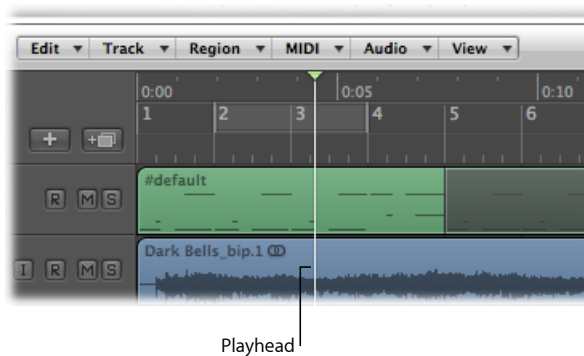 Edit Track Region MIDI Audio View
0:00 0:05 0:10
1 2 3 4 5 6
#default
R M S
Dark Bells_bip.1
I R M S
Playhead